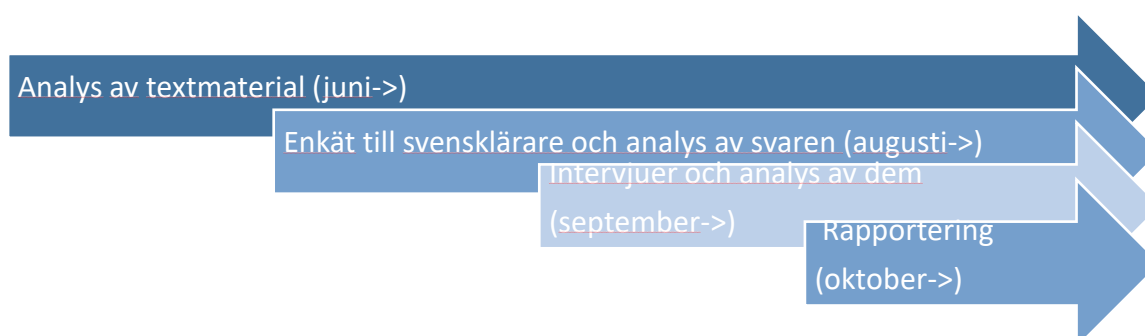 Analys av textmaterial (juni->)
Enkät till svensklärare och analys av svaren (augusti->)
Intervjuer och analys av dem
(september->)
Rapportering
(oktober->)